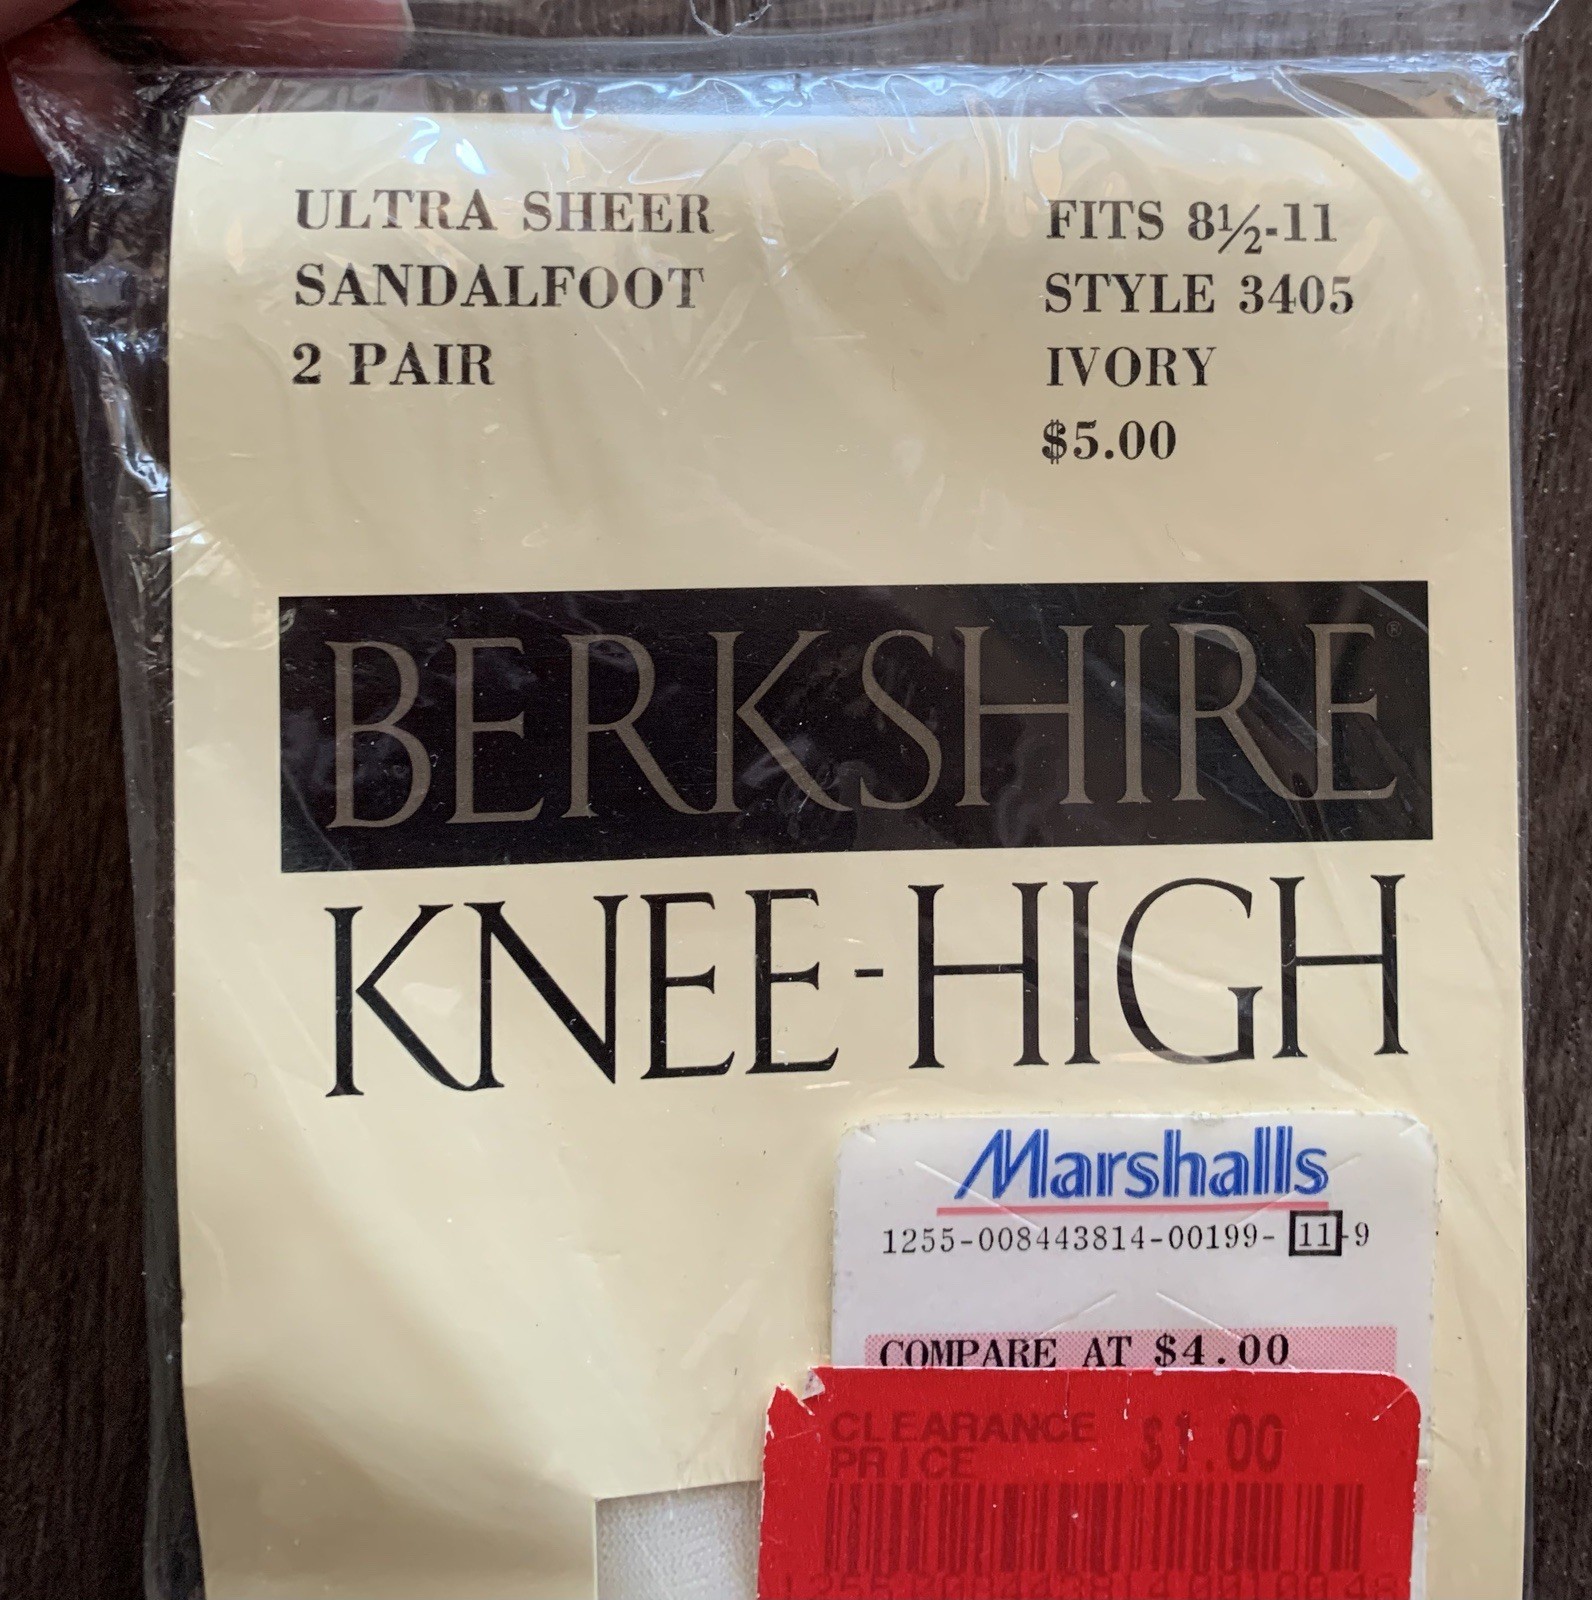 ULTRA SHEER
SANDALFOOT
2 PAIR
FITS 8½-11
STYLE 3405
IVORY
$5.00
BERKSHIRE®
KNEE-HIGH
Marshalls
1255-008443814-00199-11-9
COMPARE AT $4.00
CLEARANCE
PRICE $1.00